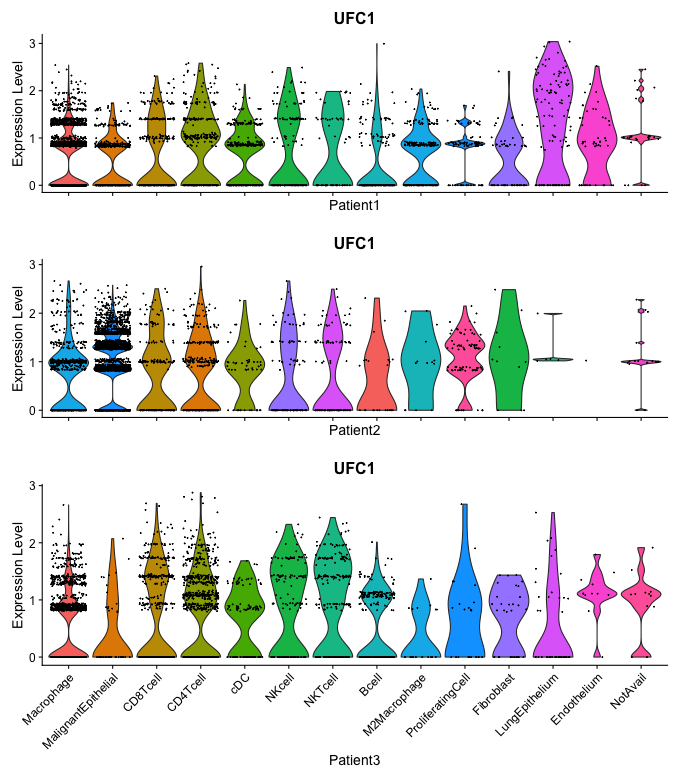 UFC1
3
2
1
0
Expression Level
Patient1
UFC1
3
2
1
0
Expression Level
Patient2
UFC1
3
2
1
0
Expression Level
Macrophage
MalignantEpithelial
CD8Tcell
CD4Tcell
cDC
NKcell
NKTcell
Bcell
M2Macrophage
ProliferatingCell
Fibroblast
LungEpithelium
Endothelium
NotAvail
Patient3